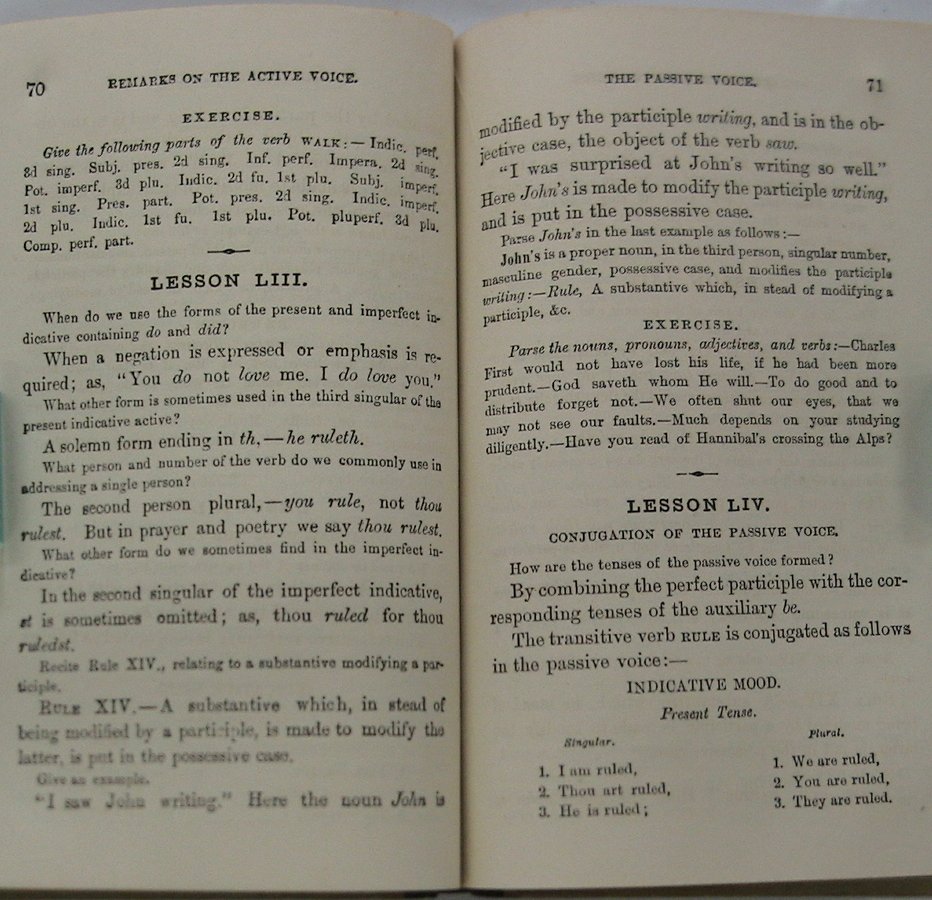 70 REMARKS ON THE ACTIVE VOICE.
EXERCISE.
Give the following parts of the verb WALK:—Indic. perf.
3d sing. Subj. pres. 2d sing. Inf. perf. Impera. 2d sing.
Pot. imperf. 3d plu. Indic. 2d fu. 1st plu. Subj. imperf.
1st sing. Pres. part. Pot. pres. 2d sing. Indic. imperf.
2d plu. Indic. 1st fu. 1st plu. Pot. pluperf. 3d plu.
Comp. perf. part.
LESSON LIII.
When do we use the forms of the present and imperfect in-
dicative containing do and did?
When a negation is expressed or emphasis is re-
quired; as, "You do not love me. I do love you."
What other form is sometimes used in the third singular of the
present indicative active?
A solemn form ending in th,—he ruleth.
What person and number of the verb do we commonly use in
addressing a single person?
The second person plural,—you rule, not thou
rulest. But in prayer and poetry we say thou rulest.
What other form do we sometimes find in the imperfect in-
dicative?
In the second singular of the imperfect indicative,
st is sometimes omitted; as, thou ruled for thou
ruledst.
Recite Rule XIV., relating to a substantive modifying a par-
ticiple.
RULE XIV.—A substantive which, in stead of
being modified by a participle, is made to modify the
latter, is put in the possessive case.
Give an example.
"I saw John writing." Here the noun John is
THE PASSIVE VOICE. 71
modified by the participle writing, and is in the ob-
jective case, the object of the verb saw.
"I was surprised at John's writing so well."
Here John's is made to modify the participle writing,
and is put in the possessive case.
Parse John's in the last example as follows:—
John's is a proper noun, in the third person, singular number,
masculine gender, possessive case, and modifies the participle
writing:—Rule, A substantive which, in stead of modifying a
participle, &c.
EXERCISE.
Parse the nouns, pronouns, adjectives, and verbs:—Charles
First would not have lost his life, if he had been more
prudent.—God saveth whom He will.—To do good and to
distribute forget not.—We often shut our eyes, that we
may not see our faults.—Much depends on your studying
diligently.—Have you read of Hannibal's crossing the Alps?
LESSON LIV.
CONJUGATION OF THE PASSIVE VOICE.
How are the tenses of the passive voice formed?
By combining the perfect participle with the cor-
responding tenses of the auxiliary be.
The transitive verb RULE is conjugated as follows
in the passive voice:—
INDICATIVE MOOD.
Present Tense.
Singular. Plural.
1. I am ruled, 1. We are ruled,
2. Thou art ruled, 2. You are ruled,
3. He is ruled; 3. They are ruled.